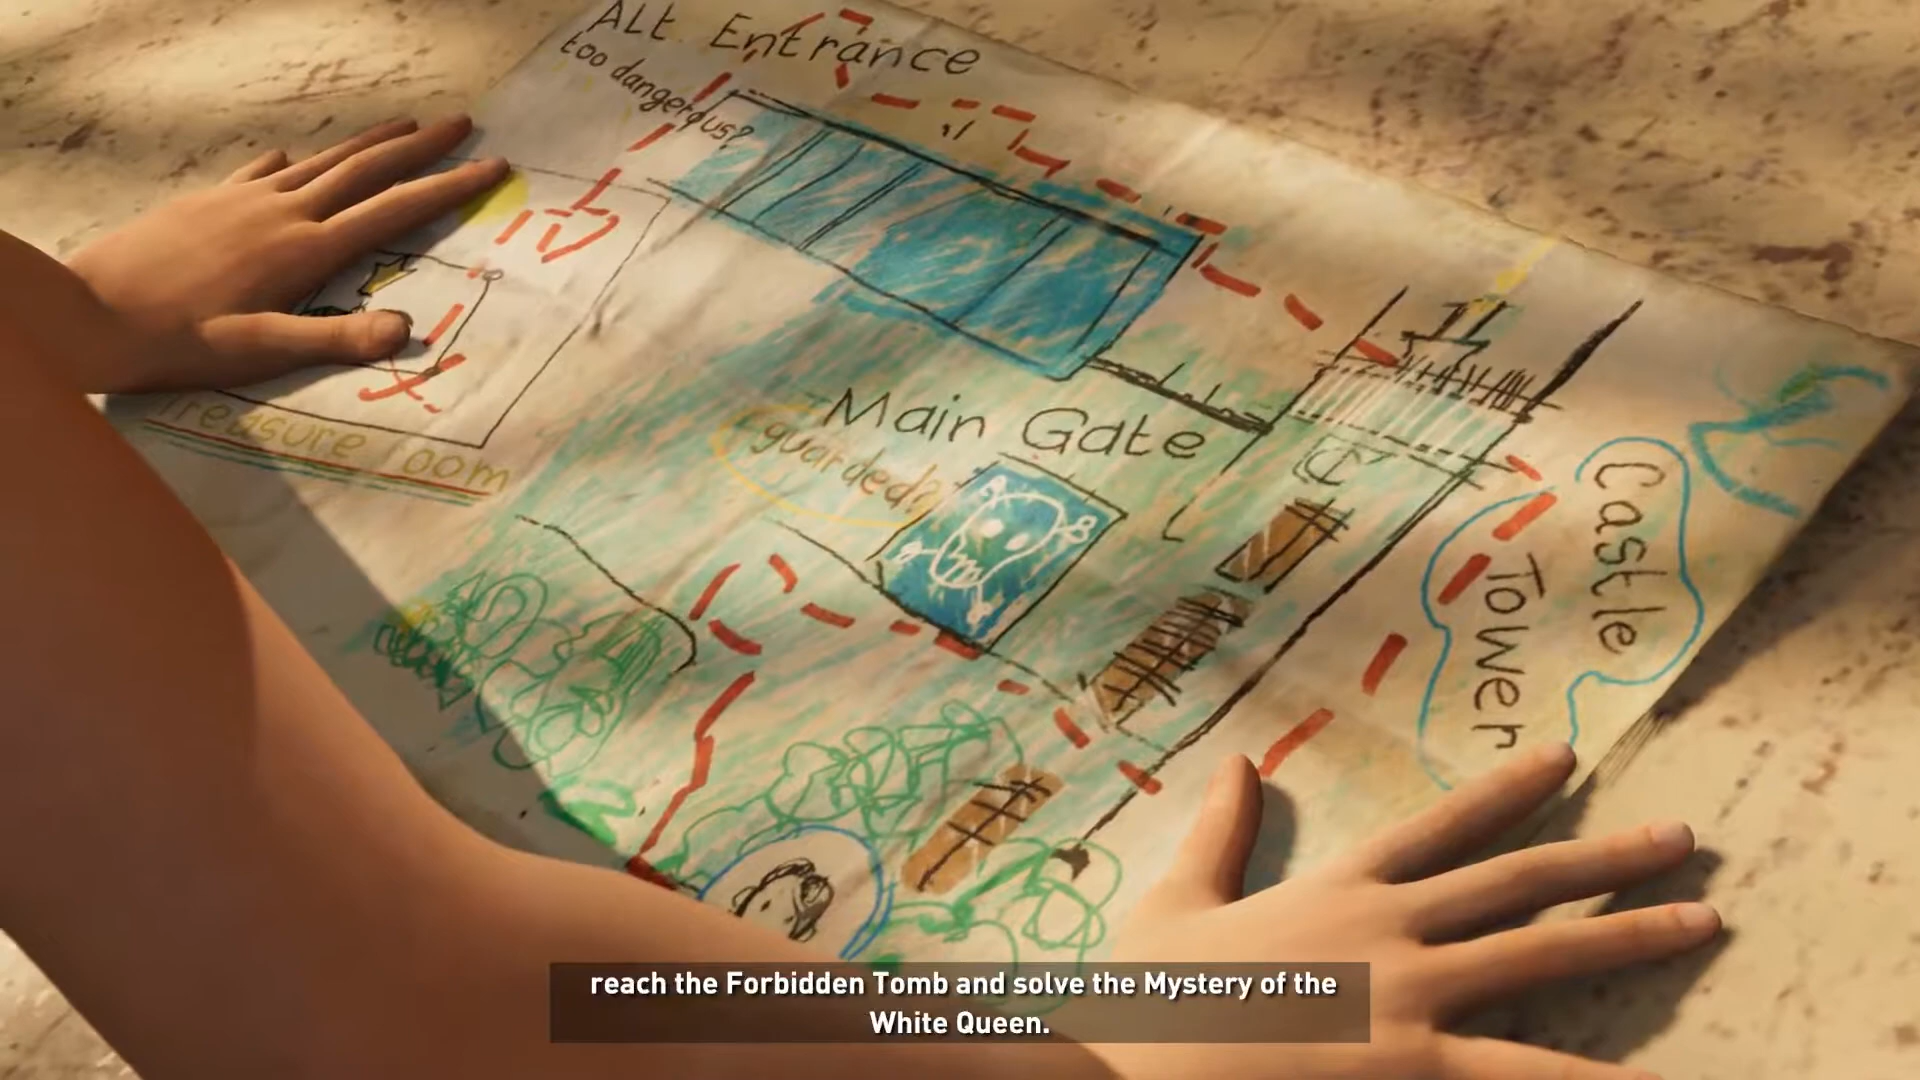 ALt. Entrance
too dangerous?
Main Gate
guarded?
Treasure room
Castle
Tower
reach the Forbidden Tomb and solve the Mystery of the
White Queen.